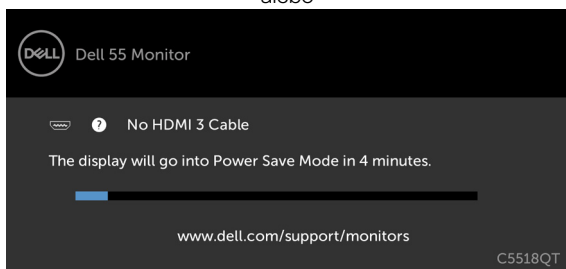 alebo
DELL
Dell 55 Monitor
? No HDMI 3 Cable
The display will go into Power Save Mode in 4 minutes.
www.dell.com/support/monitors
C5518QT